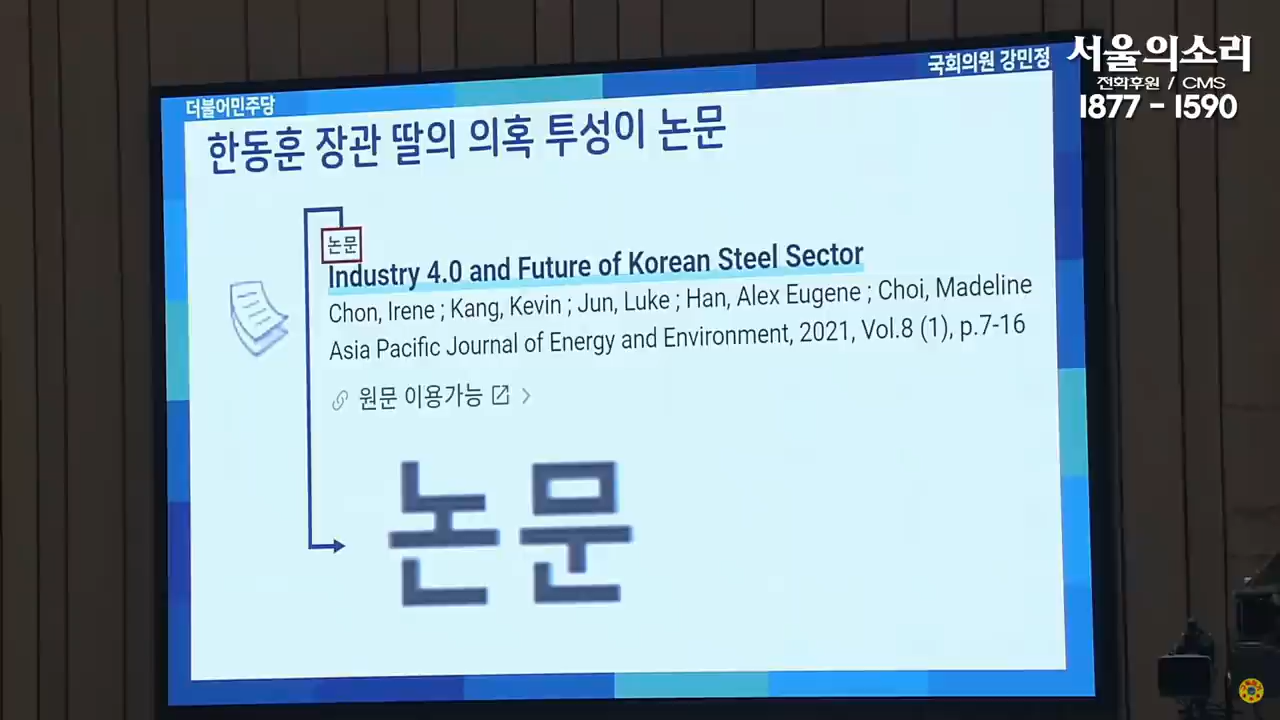 서울의소리
전화후원 / CMS
1877 - 1590
더불어민주당
국회의원 강민정
한동훈 장관 딸의 의혹 투성이 논문
논문
Industry 4.0 and Future of Korean Steel Sector
Chon, Irene ; Kang, Kevin ; Jun, Luke ; Han, Alex Eugene ; Choi, Madeline
Asia Pacific Journal of Energy and Environment, 2021, Vol.8 (1), p.7-16
원문 이용가능
논문